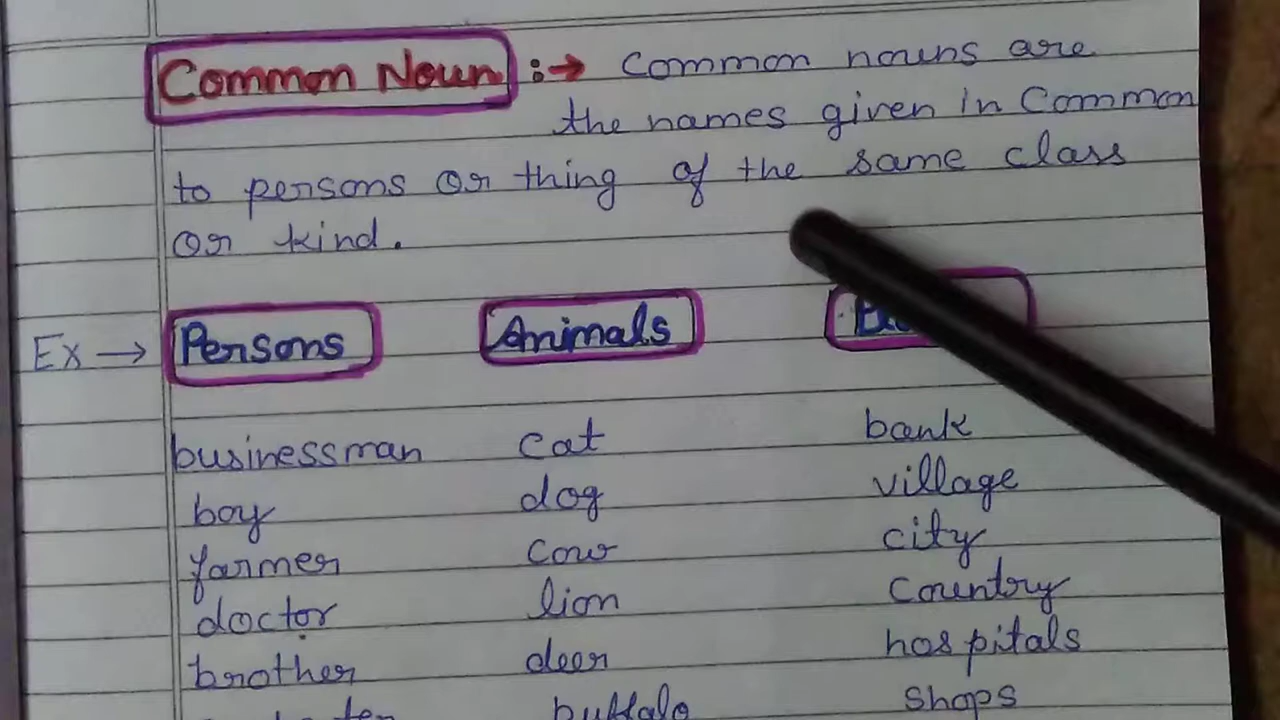 Common Noun :→ Common nouns are
the names given in Common
to persons or thing of the same class
or kind.
Ex → Persons Animals
businessman cat bank
boy dog village
farmer cow city
doctor lion country
brother deer hospitals
buffalo shops